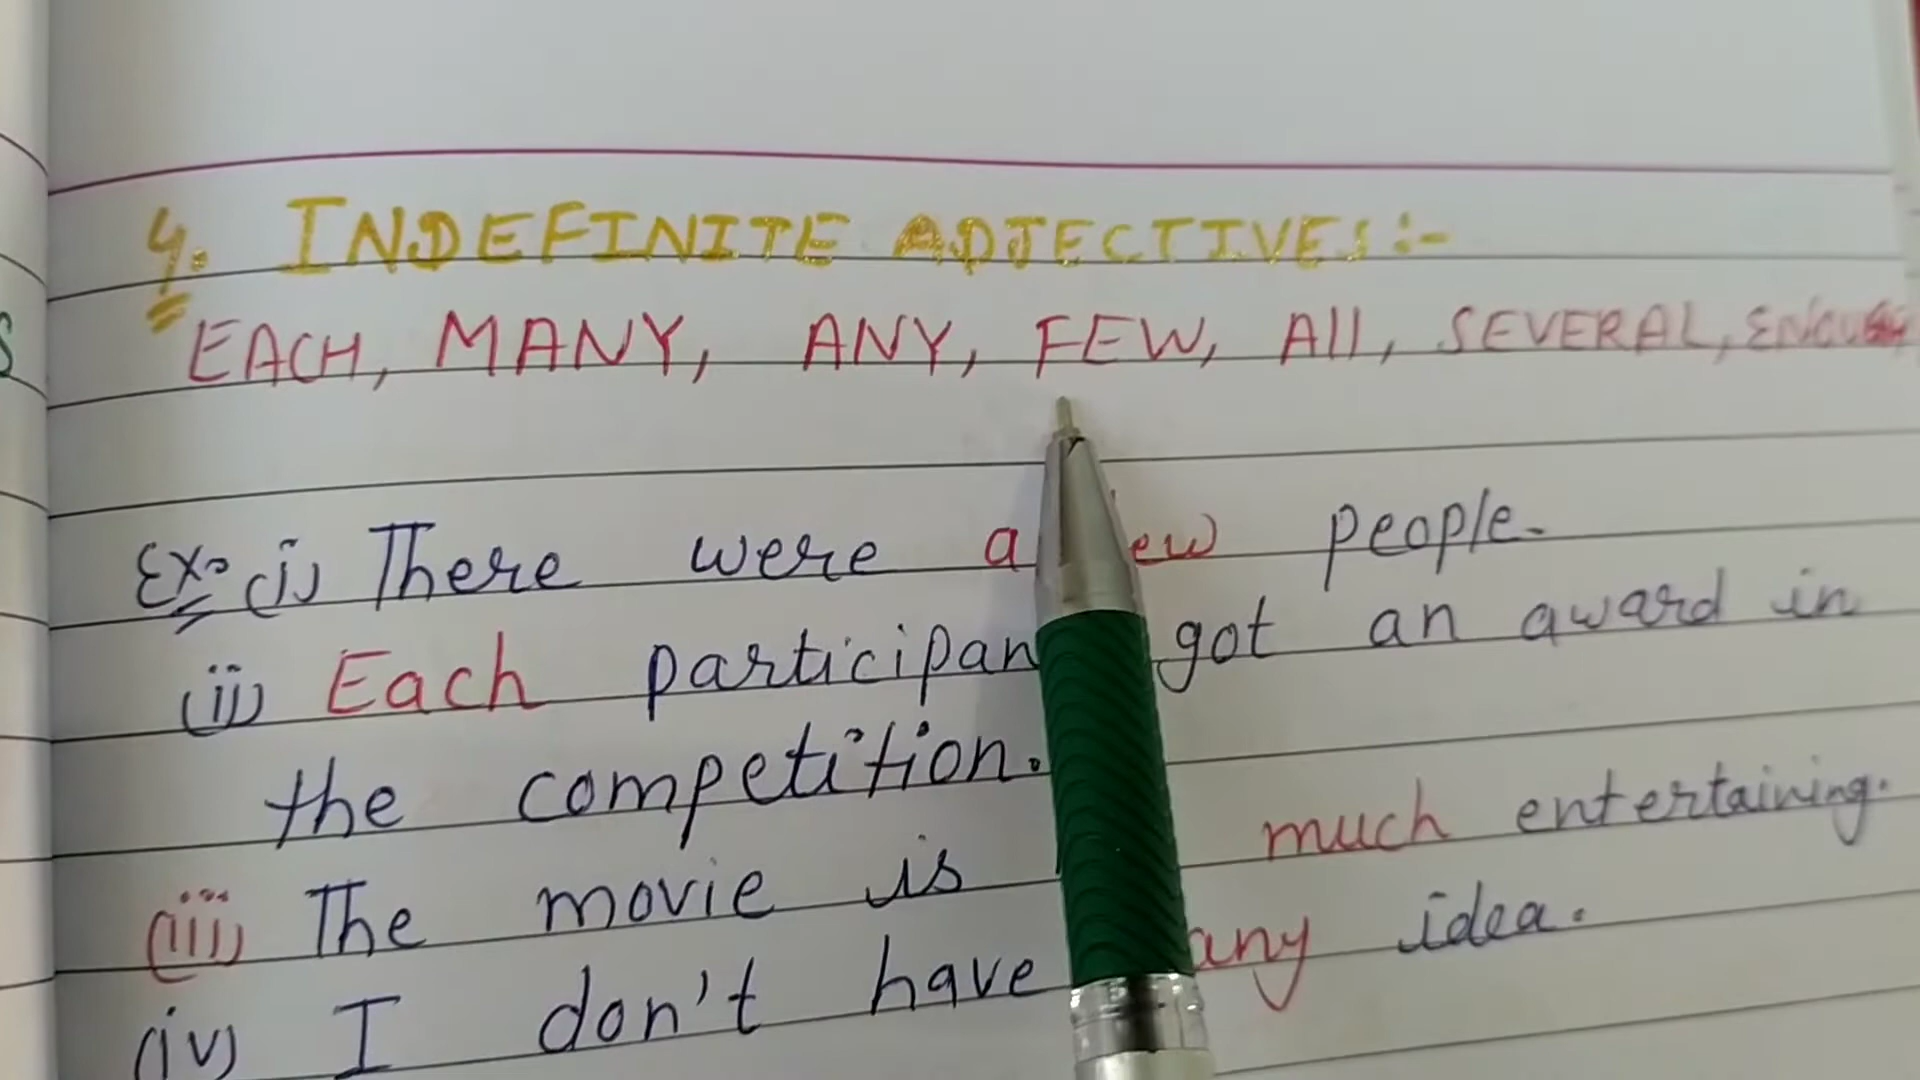 4. INDEFINITE ADJECTIVES:-
EACH, MANY, ANY, FEW, All, SEVERAL,
Ex:- (i) There were a people.
(ii) Each got an award in
the competition.
(iii) The movie is much entertaining.
(iv) I don't have any idea.